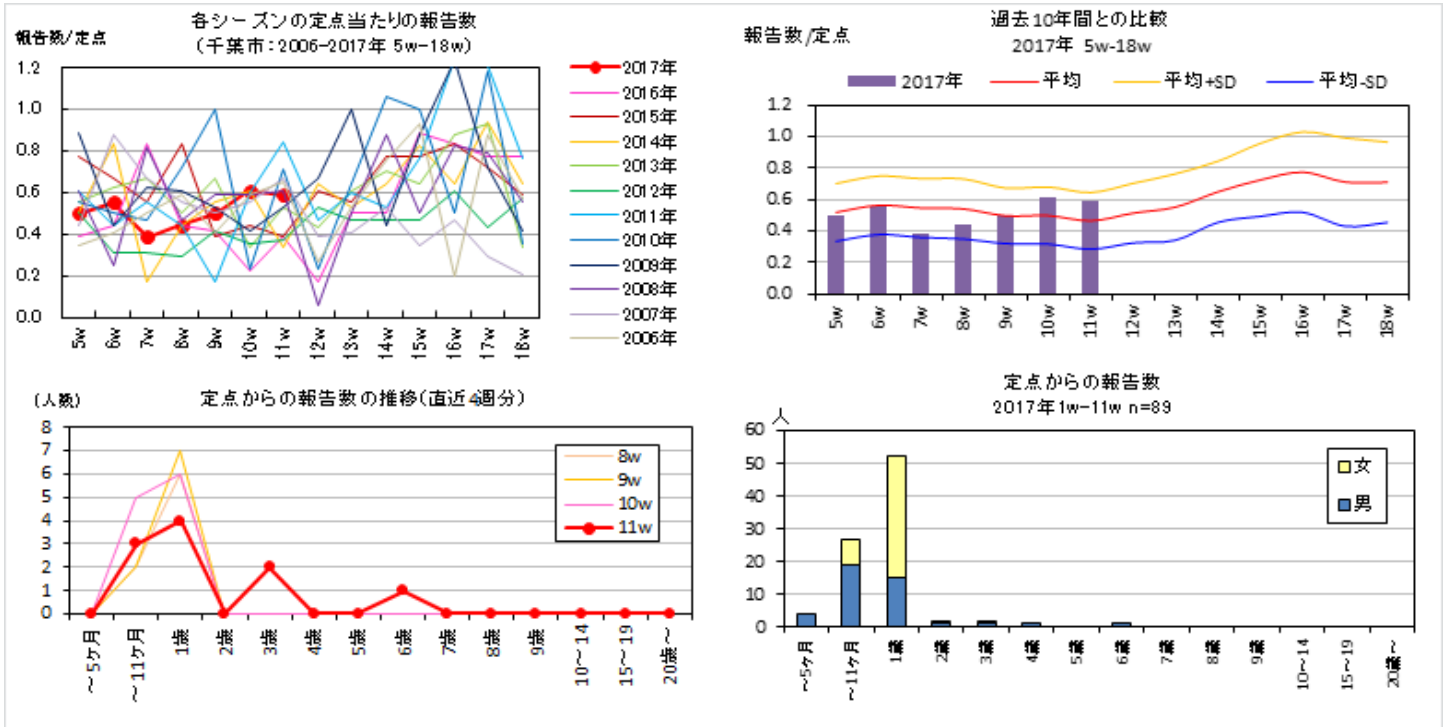 各シーズンの定点当たりの報告数
(千葉市:2006-2017年 5w-18w)
報告数/定点
1.2
1.0
0.8
0.6
0.4
0.2
0.0
5w
6w
7w
8w
9w
10w
11w
12w
13w
14w
15w
16w
17w
18w
2017年
2016年
2015年
2014年
2013年
2012年
2011年
2010年
2009年
2008年
2007年
2006年
過去10年間との比較
2017年 5w-18w
報告数/定点
2017年
平均
平均+SD
平均-SD
1.2
1.0
0.8
0.6
0.4
0.2
0.0
5w
6w
7w
8w
9w
10w
11w
12w
13w
14w
15w
16w
17w
18w
定点からの報告数の推移(直近4週分)
(人数)
8
7
6
5
4
3
2
1
0
~5ケ月
~11ケ月
1歳
2歳
3歳
4歳
5歳
6歳
7歳
8歳
9歳
10~14
15~19
20歳~
8w
9w
10w
11w
定点からの報告数
2017年1w-11w n=89
人
60
50
40
30
20
10
0
~5ケ月
~11ケ月
1歳
2歳
3歳
4歳
5歳
6歳
7歳
8歳
9歳
10~14
15~19
20歳~
女
男